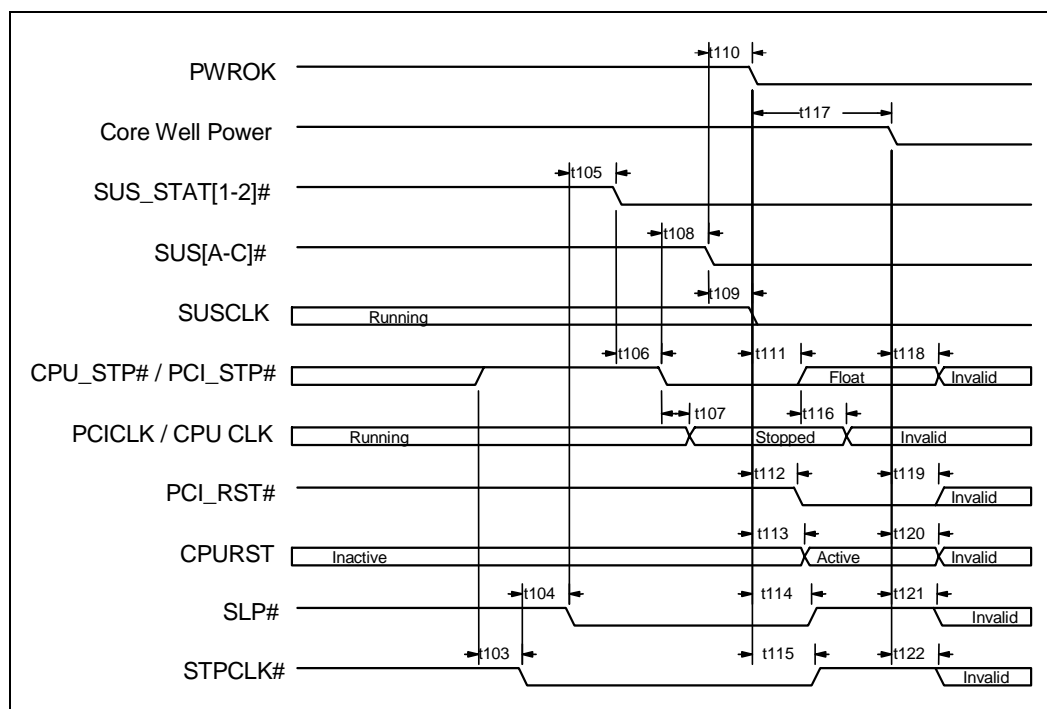 t110
PWROK
t117
Core Well Power
t105
SUS_STAT[1-2]#
t108
SUS[A-C]#
t109
SUSCLK
Running
t106
t111
t118
CPU_STP# / PCI_STP#
Float
Invalid
t107
t116
PCICLK / CPU CLK
Running
Stopped
Invalid
t112
t119
PCI_RST#
Invalid
t113
t120
CPURST
Inactive
Active
Invalid
t104
t114
t121
SLP#
Invalid
t103
t115
t122
STPCLK#
Invalid